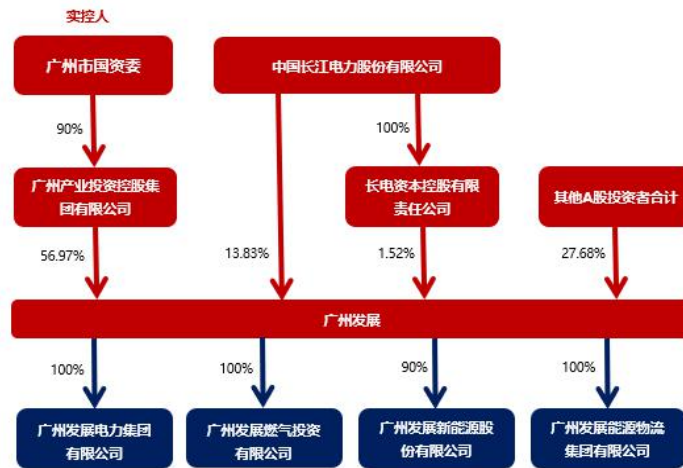 实控人
广州市国资委
中国长江电力股份有限公司
90%
100%
广州产业投资控股集
团有限公司
长电资本控股有限
责任公司
其他A股投资者合计
56.97%
13.83%
1.52%
27.68%
广州发展
100%
100%
90%
100%
广州发展电力集团
有限公司
广州发展燃气投资
有限公司
广州发展新能源股
份有限公司
广州发展能源物流
集团有限公司